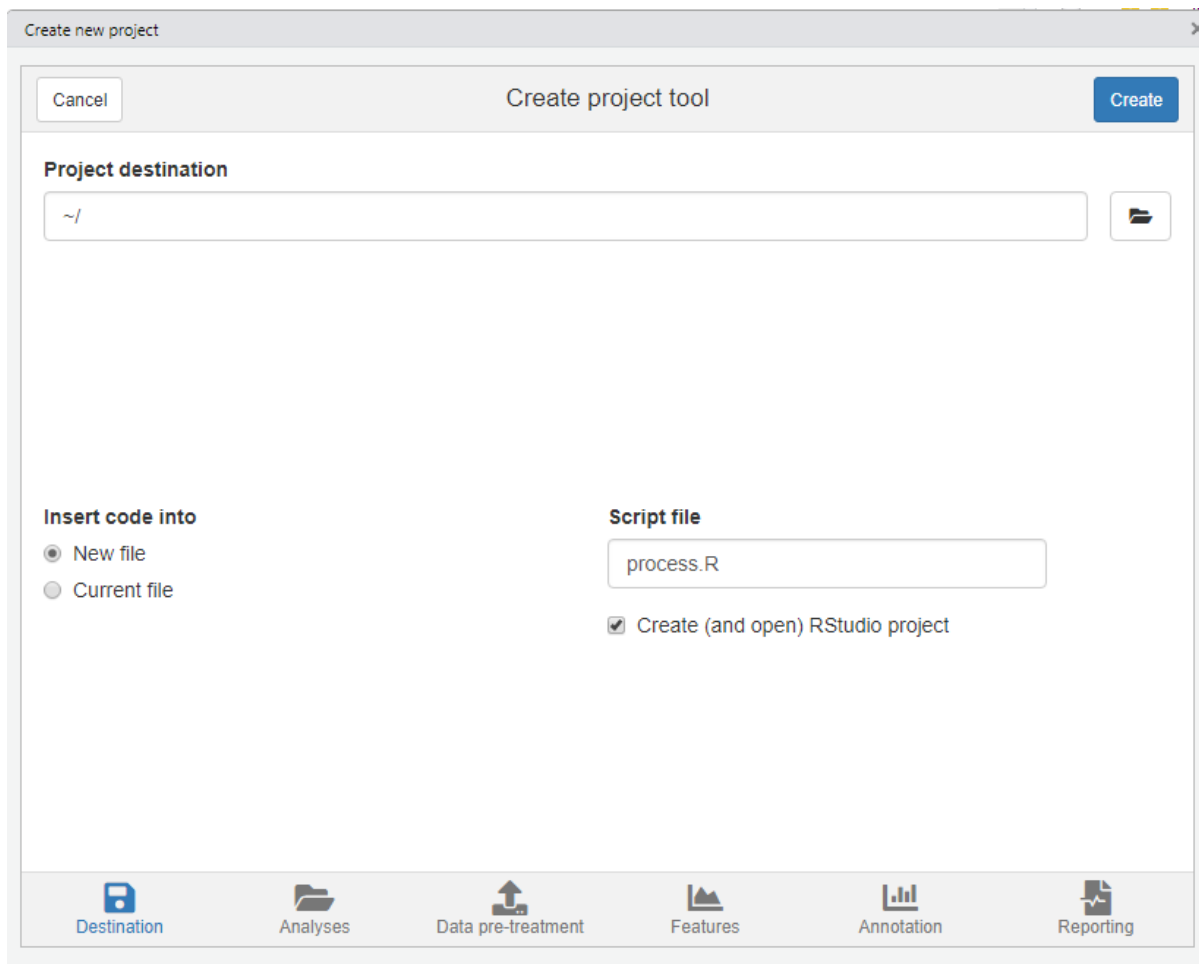 Create new project
Cancel Create project tool Create
Project destination
~/
Insert code into Script file
New file process.R
Current file
Create (and open) RStudio project
Destination Analyses Data pre-treatment Features Annotation Reporting